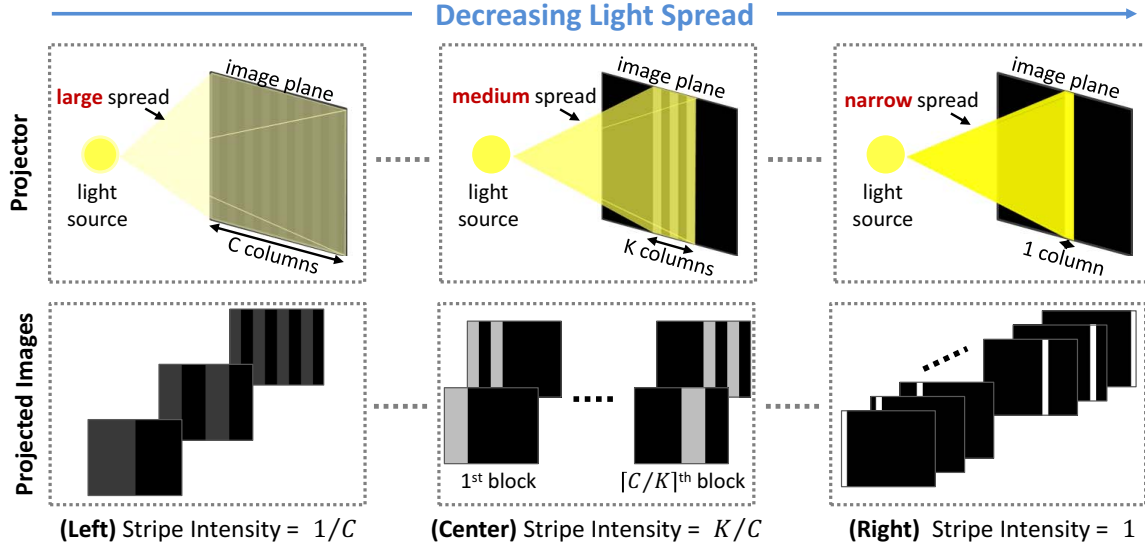 Decreasing Light Spread
Projector
image plane
large spread
light
source
C columns
image plane
medium spread
light
source
K columns
image plane
narrow spread
light
source
1 column
Projected Images
1st block
⌈C/K⌉th block
(Left) Stripe Intensity = 1/C
(Center) Stripe Intensity = K/C
(Right) Stripe Intensity = 1